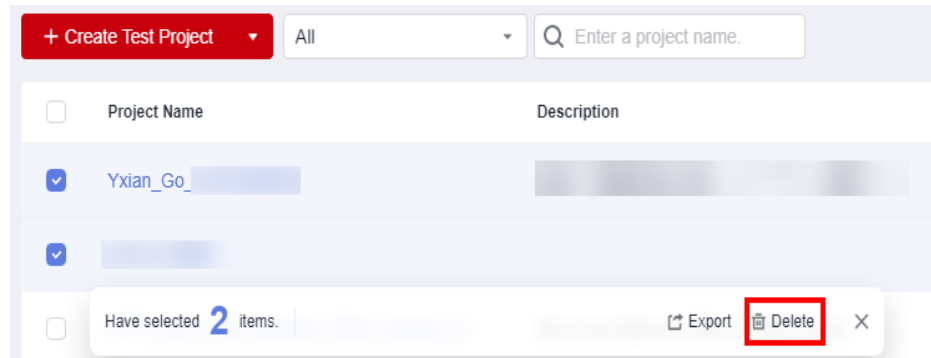 + Create Test Project All Enter a project name.
Project Name Description
Yxian_Go_
Have selected 2 items. Export Delete